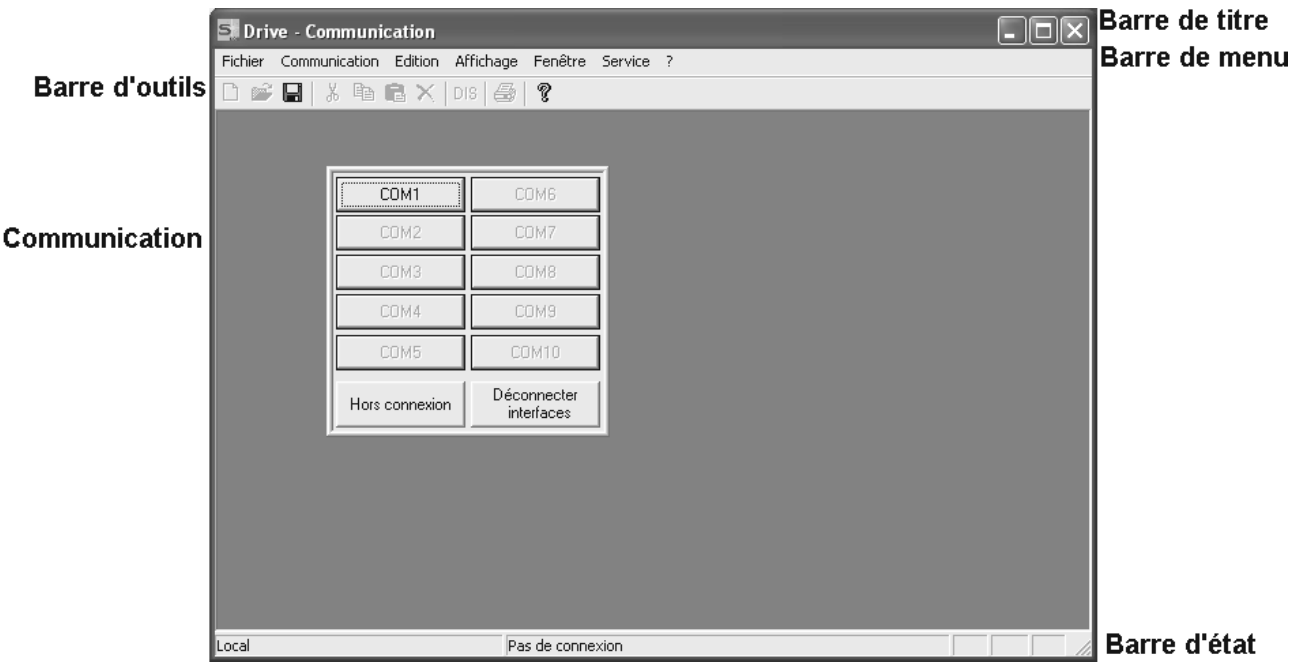 Drive - Communication
Barre de titre
Fichier Communication Edition Affichage Fenêtre Service ?
Barre de menu
Barre d'outils
DIS
COM1 COM6
COM2 COM7
Communication
COM3 COM8
COM4 COM9
COM5 COM10
Hors connexion
Déconnecter
interfaces
Local
Pas de connexion
Barre d'état